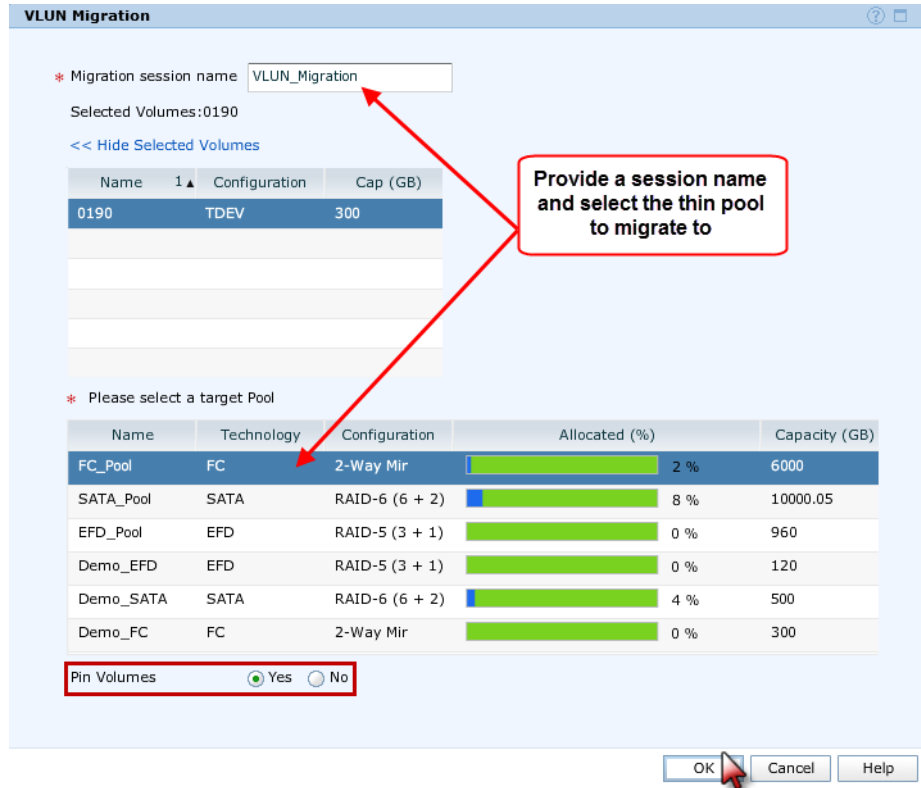 VLUN Migration
* Migration session name VLUN_Migration
Selected Volumes:0190
<< Hide Selected Volumes
Name 1 Configuration Cap (GB)
0190 TDEV 300
Provide a session name
and select the thin pool
to migrate to
* Please select a target Pool
Name Technology Configuration Allocated (%) Capacity (GB)
FC_Pool FC 2-Way Mir 2 % 6000
SATA_Pool SATA RAID-6 (6 + 2) 8 % 10000.05
EFD_Pool EFD RAID-5 (3 + 1) 0 % 960
Demo_EFD EFD RAID-5 (3 + 1) 0 % 120
Demo_SATA SATA RAID-6 (6 + 2) 4 % 500
Demo_FC FC 2-Way Mir 0 % 300
Pin Volumes Yes No
OK Cancel Help